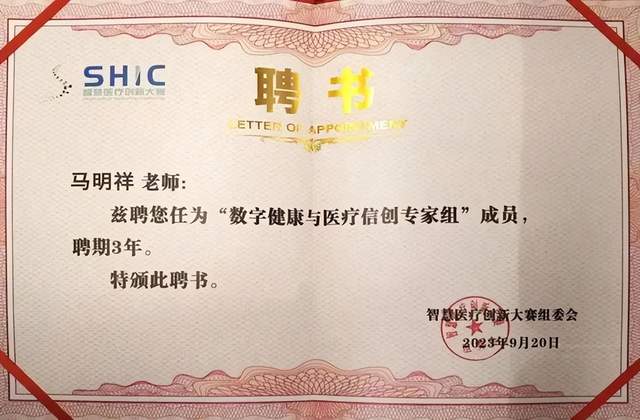 SHIC
智慧医疗创新大赛
聘书
LETTER OF APPOINTMENT
马明祥 老师：
兹聘您任为“数字健康与医疗信创专家组”成员，
聘期3年。
特颁此聘书。
智慧医疗创新大赛组委会
2023年9月20日